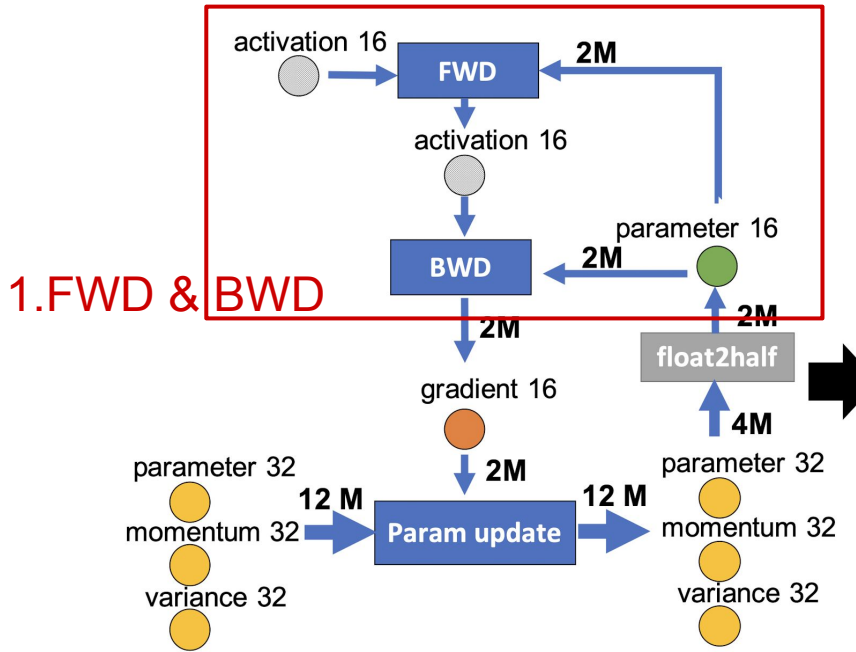 activation 16
FWD
2M
activation 16
parameter 16
BWD
2M
1.FWD & BWD
2M
2M
float2half
gradient 16
4M
parameter 32
12 M
momentum 32
variance 32
2M
Param update
12 M
parameter 32
momentum 32
variance 32